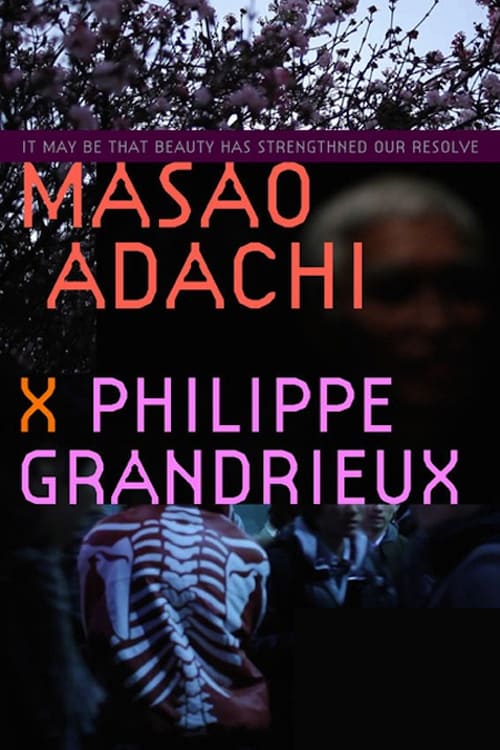 IT MAY BE THAT BEAUTY HAS STRENGTHNED OUR RESOLVE
MASAO
ADACHI
X PHILIPPE
GRANDRIEUX